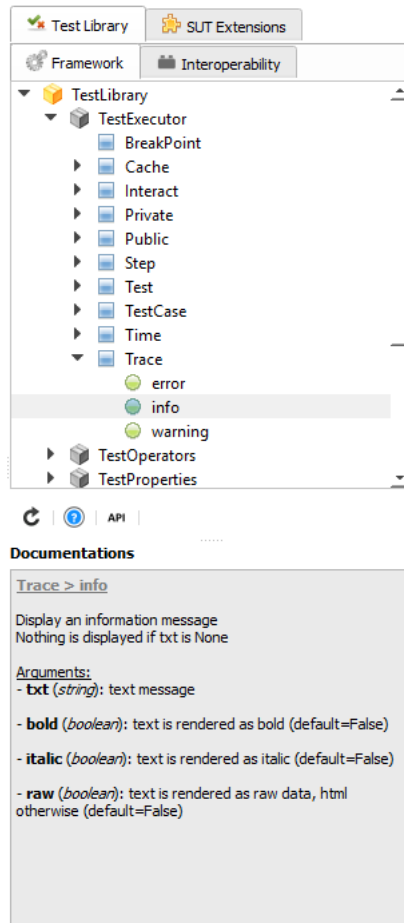 Test Library
SUT Extensions
Framework
Interoperability
TestLibrary
TestExecutor
BreakPoint
Cache
Interact
Private
Public
Step
Test
TestCase
Time
Trace
error
info
warning
TestOperators
TestProperties
API
Documentations
Trace > info
Display an information message
Nothing is displayed if txt is None
Arguments:
- txt (string): text message
- bold (boolean): text is rendered as bold (default=False)
- italic (boolean): text is rendered as italic (default=False)
- raw (boolean): text is rendered as raw data, html
otherwise (default=False)